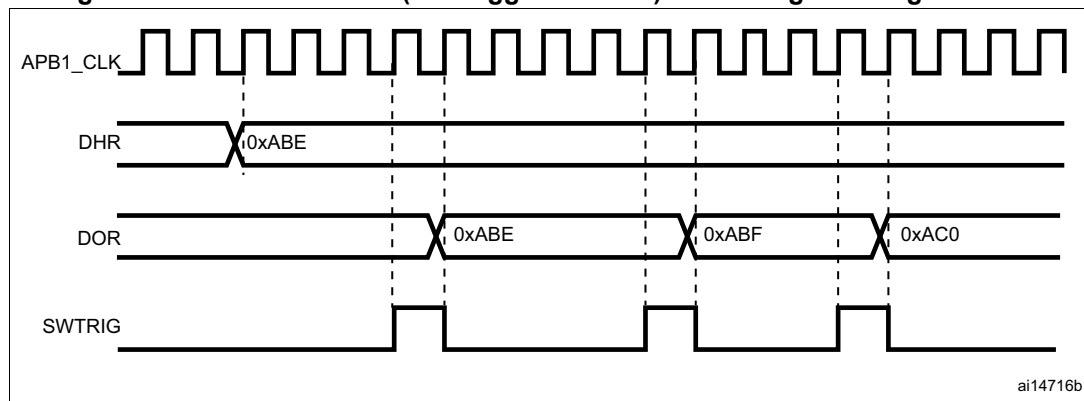 APB1_CLK
DHR
0xABE
DOR
0xABE
0xABF
0xAC0
SWTRIG
ai14716b